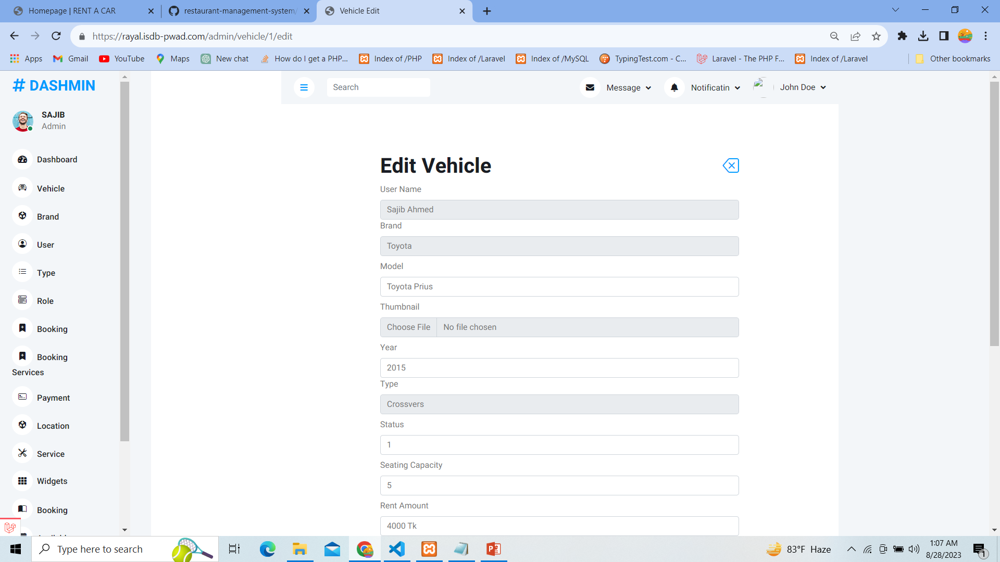 Homepage | RENT A CAR
restaurant-management-system/
Vehicle Edit
https://rayal.isdb-pwad.com/admin/vehicle/1/edit
Apps
Gmail
YouTube
Maps
New chat
How do I get a PHP...
Index of /PHP
Index of /Laravel
Index of /MySQL
TypingTest.com - C...
Laravel - The PHP F...
Index of /Laravel
Other bookmarks
# DASHMIN
SAJIB
Admin
Dashboard
Vehicle
Brand
User
Type
Role
Booking
Booking
Services
Payment
Location
Service
Widgets
Booking
Search
Message
Notificatin
John Doe
Edit Vehicle
User Name
Sajib Ahmed
Brand
Toyota
Model
Toyota Prius
Thumbnail
Choose File No file chosen
Year
2015
Type
Crossvers
Status
1
Seating Capacity
5
Rent Amount
4000 Tk
Type here to search
83°F Haze
1:07 AM
8/28/2023
1